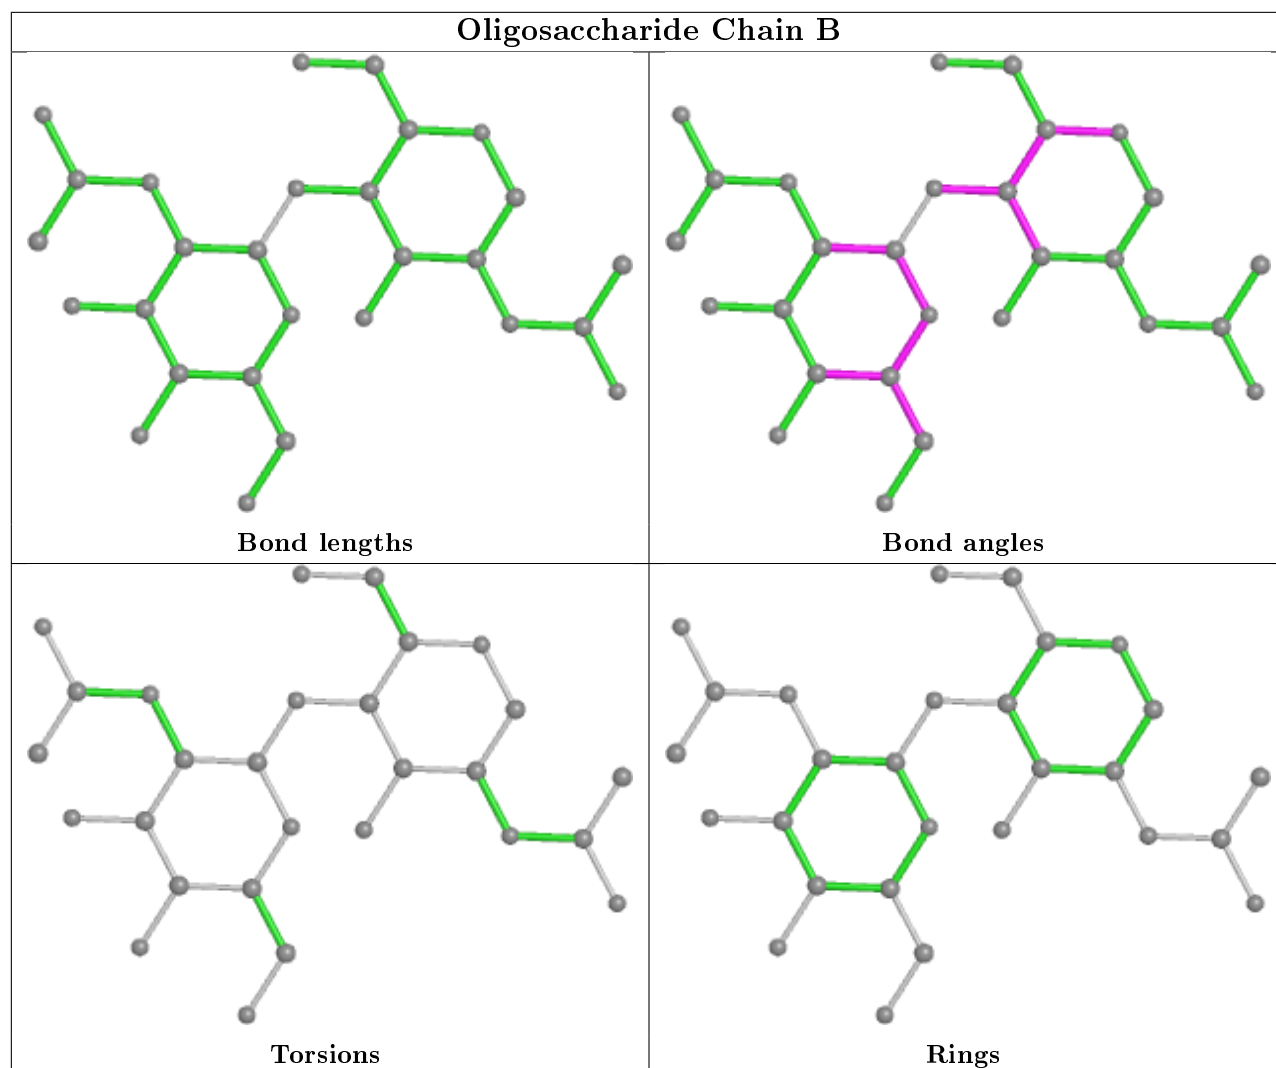 Oligosaccharide Chain B
Bond lengths
Bond angles
Torsions
Rings